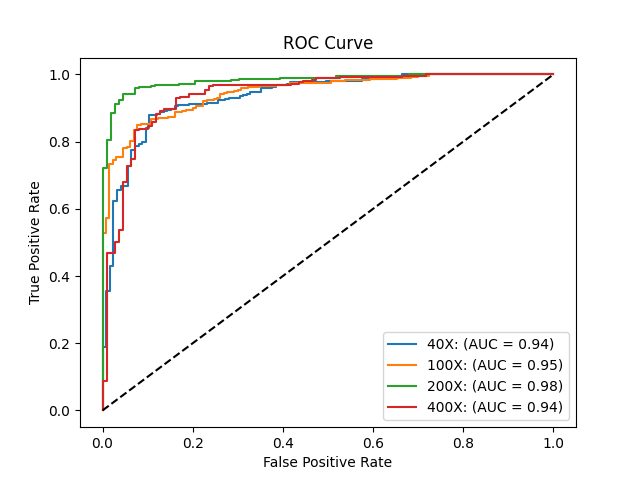 ROC Curve
True Positive Rate
1.0
0.8
0.6
0.4
0.2
0.0
40X: (AUC = 0.94)
100X: (AUC = 0.95)
200X: (AUC = 0.98)
400X: (AUC = 0.94)
0.0 0.2 0.4 0.6 0.8 1.0
False Positive Rate